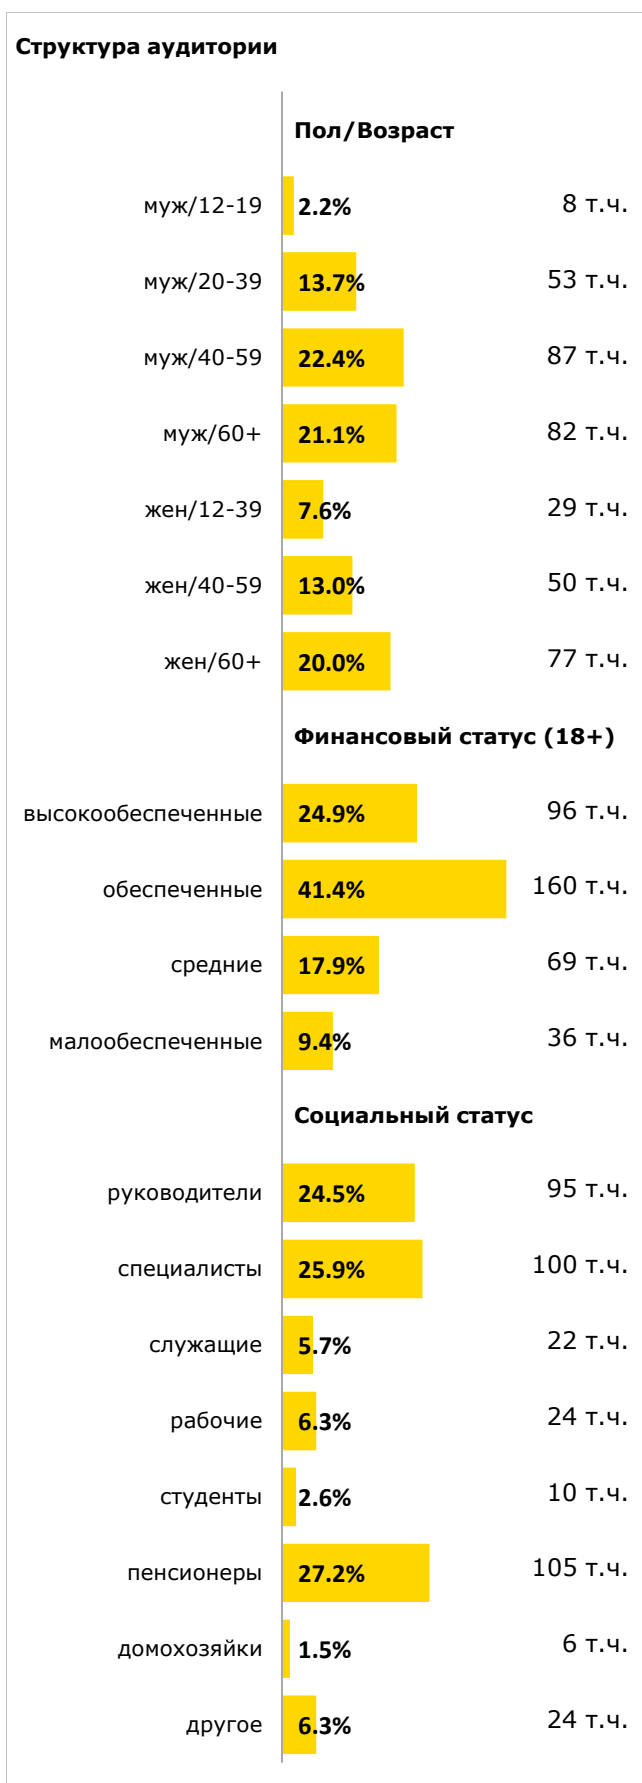 Структура аудитории
Пол/Возраст
муж/12-19 2.2% 8 т.ч.
муж/20-39 13.7% 53 т.ч.
муж/40-59 22.4% 87 т.ч.
муж/60+ 21.1% 82 т.ч.
жен/12-39 7.6% 29 т.ч.
жен/40-59 13.0% 50 т.ч.
жен/60+ 20.0% 77 т.ч.
Финансовый статус (18+)
высокообеспеченные 24.9% 96 т.ч.
обеспеченные 41.4% 160 т.ч.
средние 17.9% 69 т.ч.
малообеспеченные 9.4% 36 т.ч.
Социальный статус
руководители 24.5% 95 т.ч.
специалисты 25.9% 100 т.ч.
служащие 5.7% 22 т.ч.
рабочие 6.3% 24 т.ч.
студенты 2.6% 10 т.ч.
пенсионеры 27.2% 105 т.ч.
домохозяйки 1.5% 6 т.ч.
другое 6.3% 24 т.ч.